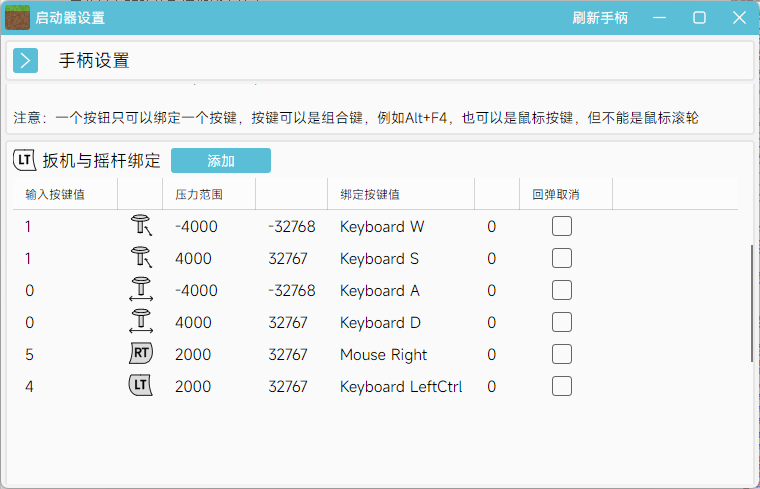 启动器设置 刷新手柄
手柄设置
注意：一个按钮只可以绑定一个按键，按键可以是组合键，例如Alt+F4，也可以是鼠标按键，但不能是鼠标滚轮
LT 扳机与摇杆绑定 添加
输入按键值 压力范围 绑定按键值 回弹取消
1 -4000 -32768 Keyboard W 0
1 4000 32767 Keyboard S 0
0 -4000 -32768 Keyboard A 0
0 4000 32767 Keyboard D 0
5 RT 2000 32767 Mouse Right 0
4 LT 2000 32767 Keyboard LeftCtrl 0